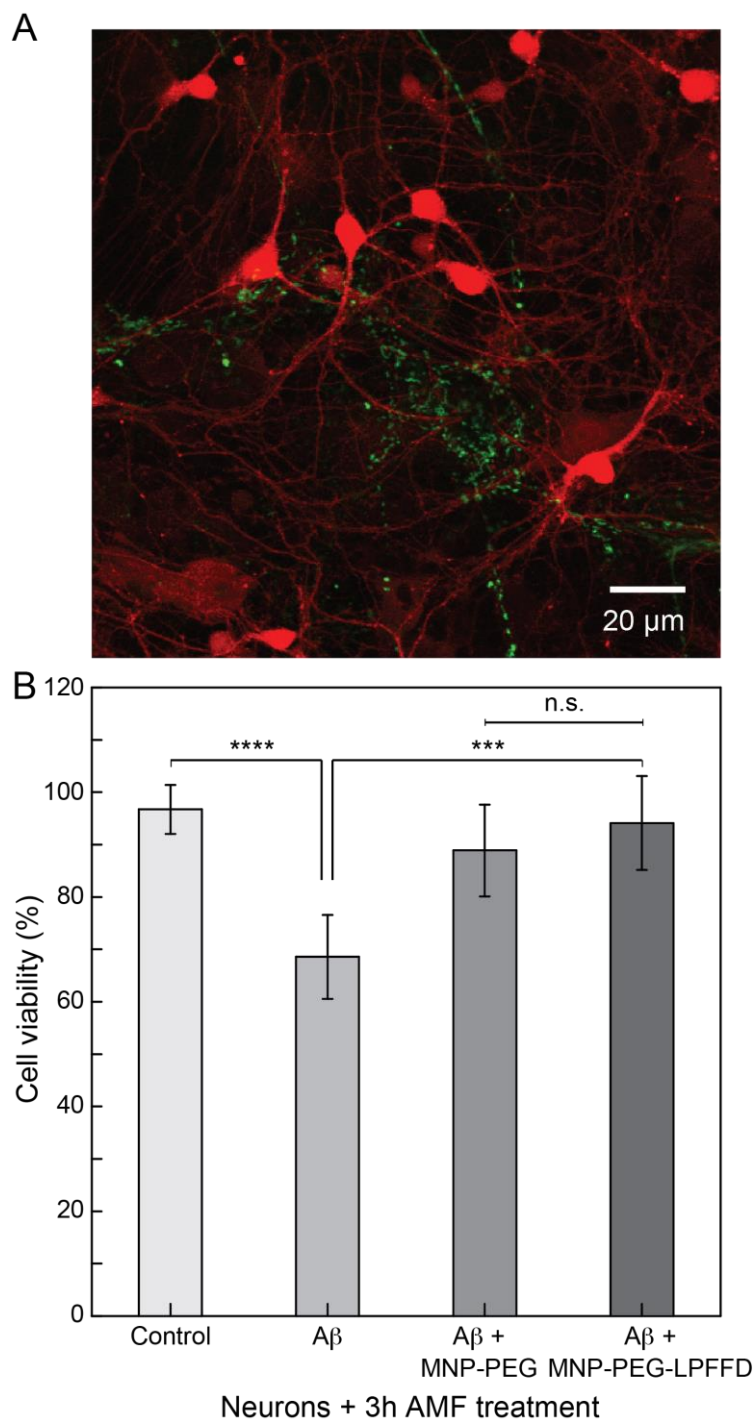 A
20 µm
B
n.s.
**** ***
120
100
80
60
40
20
0
Cell viability (%)
Control Aβ Aβ + Aβ +
MNP-PEG MNP-PEG-LPFFD
Neurons + 3h AMF treatment